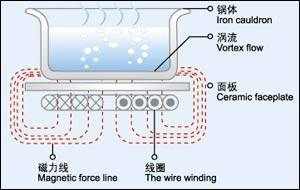 锅体
Iron cauldron
涡流
Vortex flow
面板
Ceramic faceplate
磁力线
Magnetic force line
线圈
The wire winding